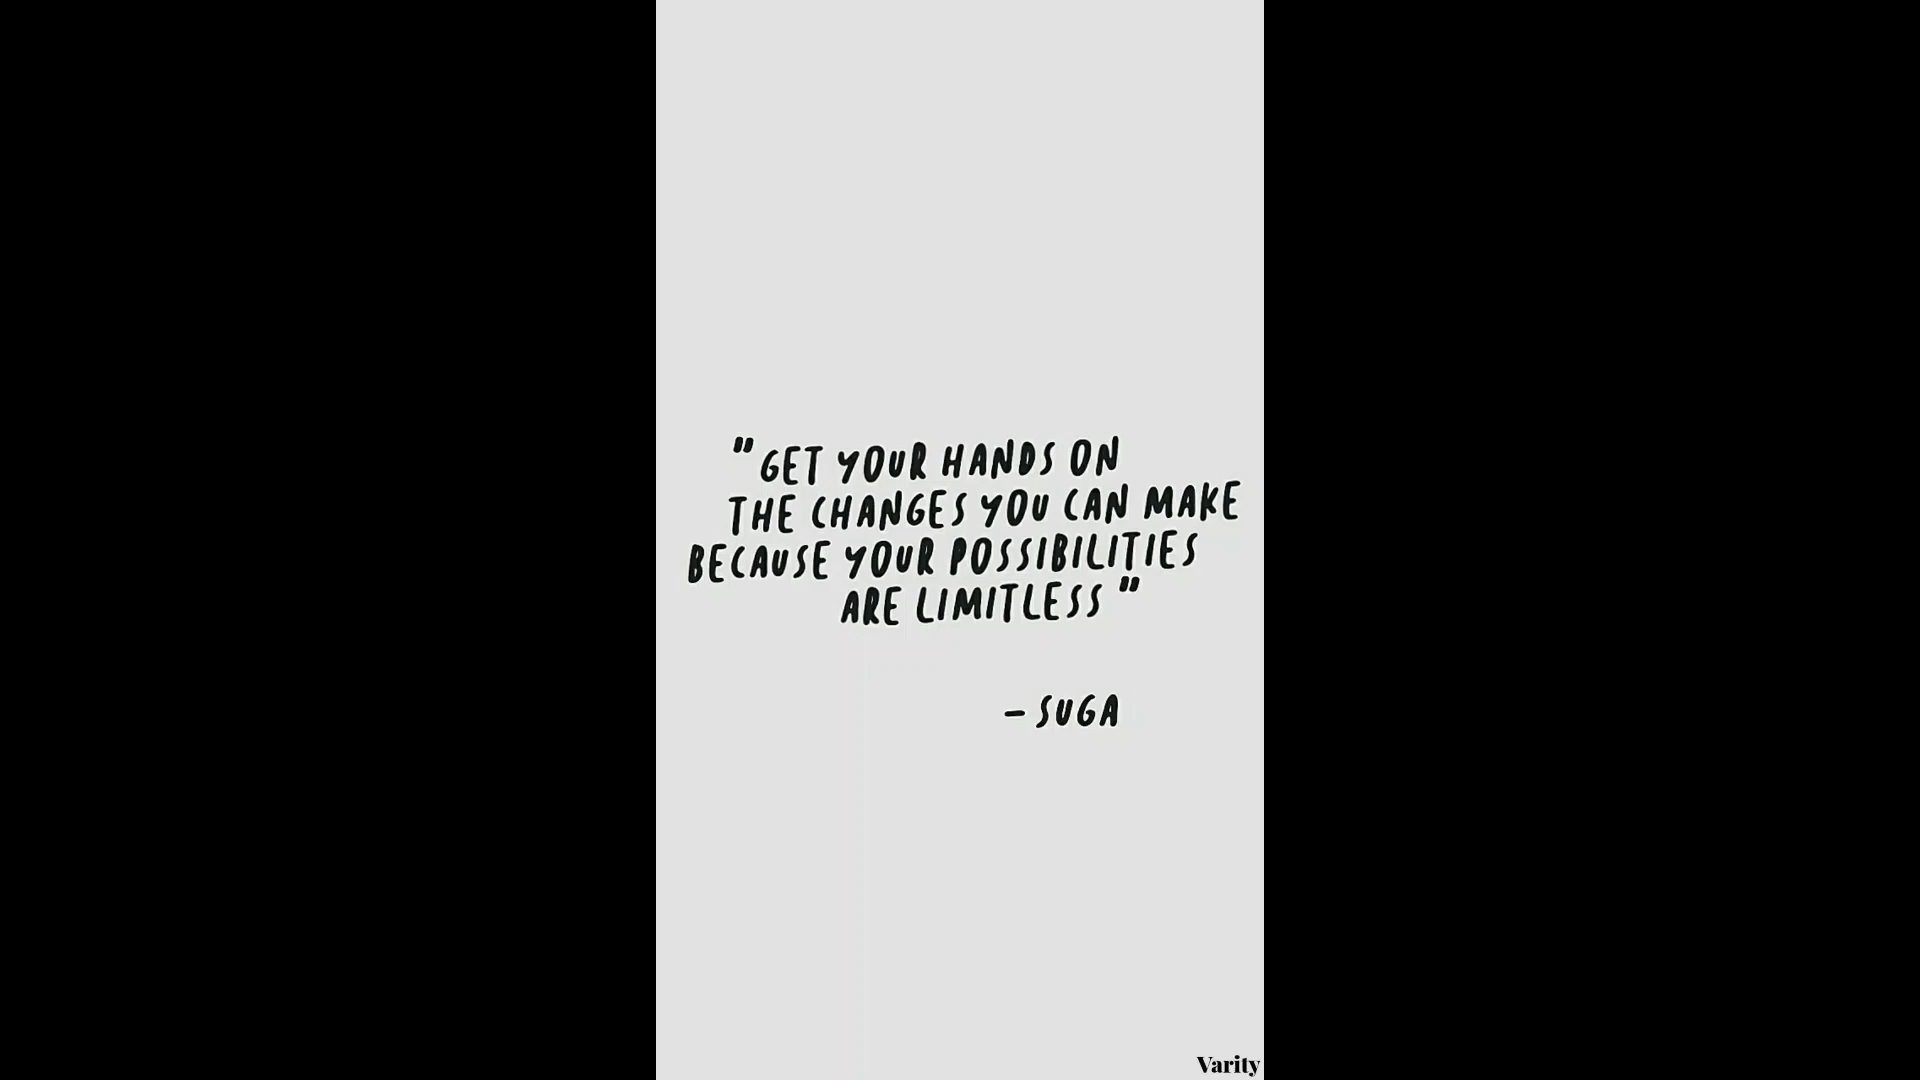 "GET YOUR HANDS ON
THE CHANGES YOU CAN MAKE
BECAUSE YOUR POSSIBILITIES
ARE LIMITLESS"
- SUGA
Varity